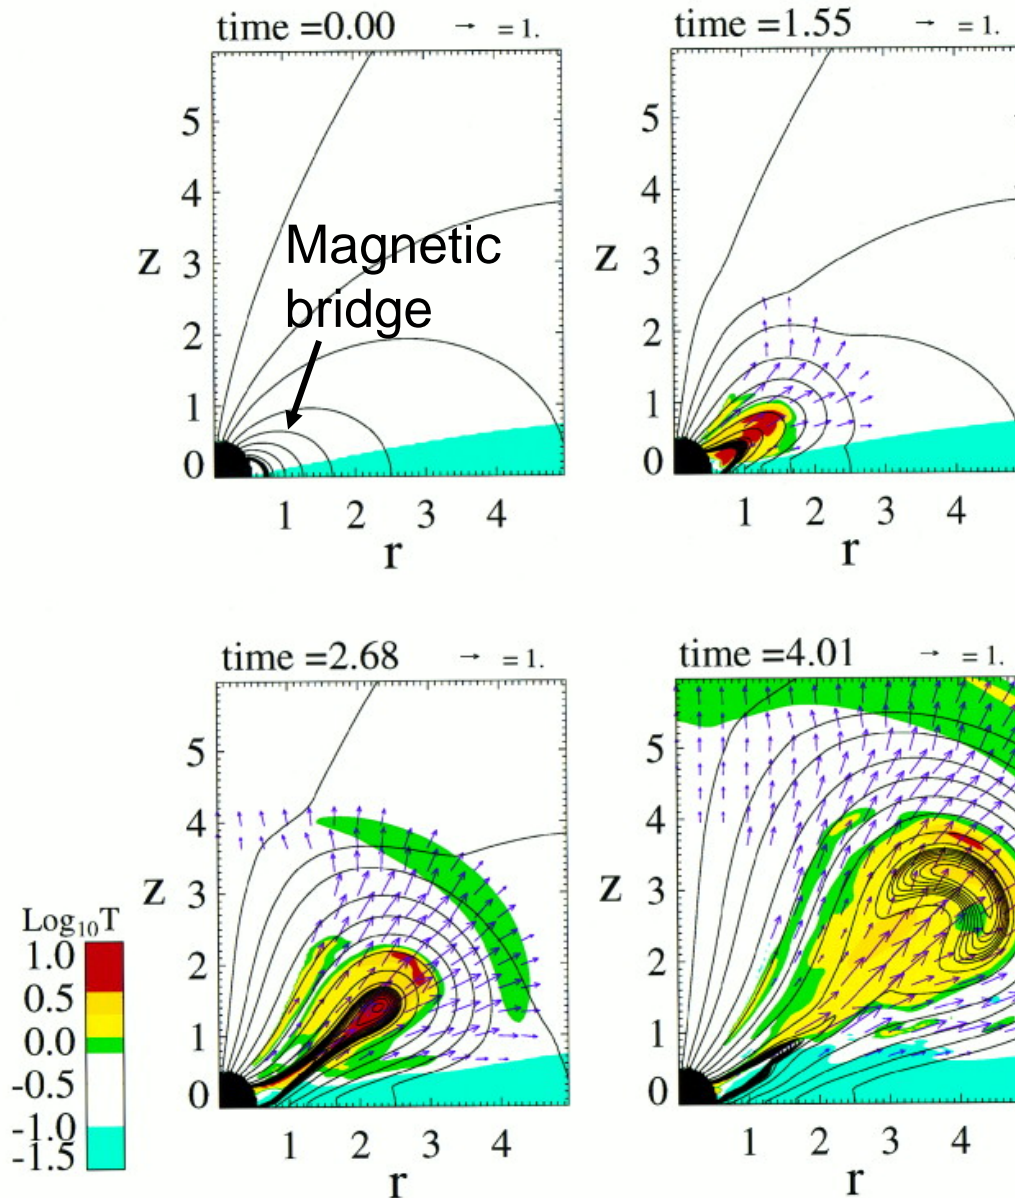 time =0.00 → = 1.
5
4
3
2
1
0
z
Magnetic
bridge
1 2 3 4
r
time =1.55 → = 1.
5
4
3
2
1
0
z
1 2 3 4
r
time =2.68 → = 1.
5
4
3
2
1
0
z
1 2 3 4
r
time =4.01 → = 1.
5
4
3
2
1
0
z
1 2 3 4
r
Log₁₀T
1.0
0.5
0.0
-0.5
-1.0
-1.5